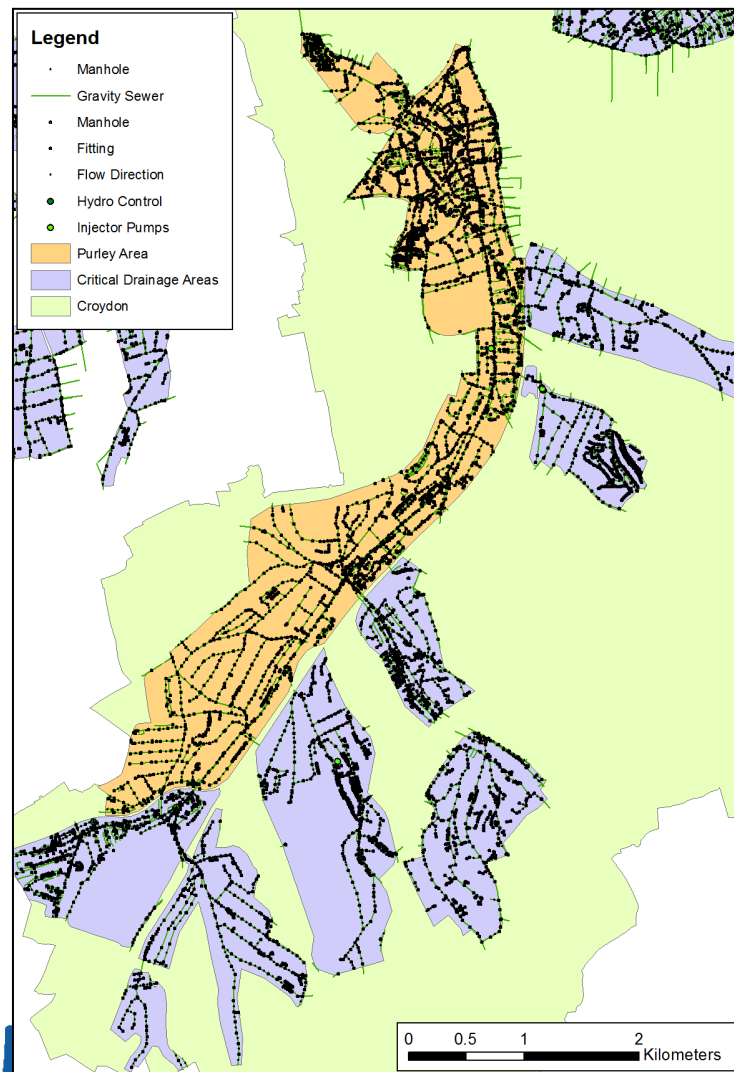 Legend
Manhole
Gravity Sewer
Manhole
Fitting
Flow Direction
Hydro Control
Injector Pumps
Purley Area
Critical Drainage Areas
Croydon
0 0.5 1 2
Kilometers